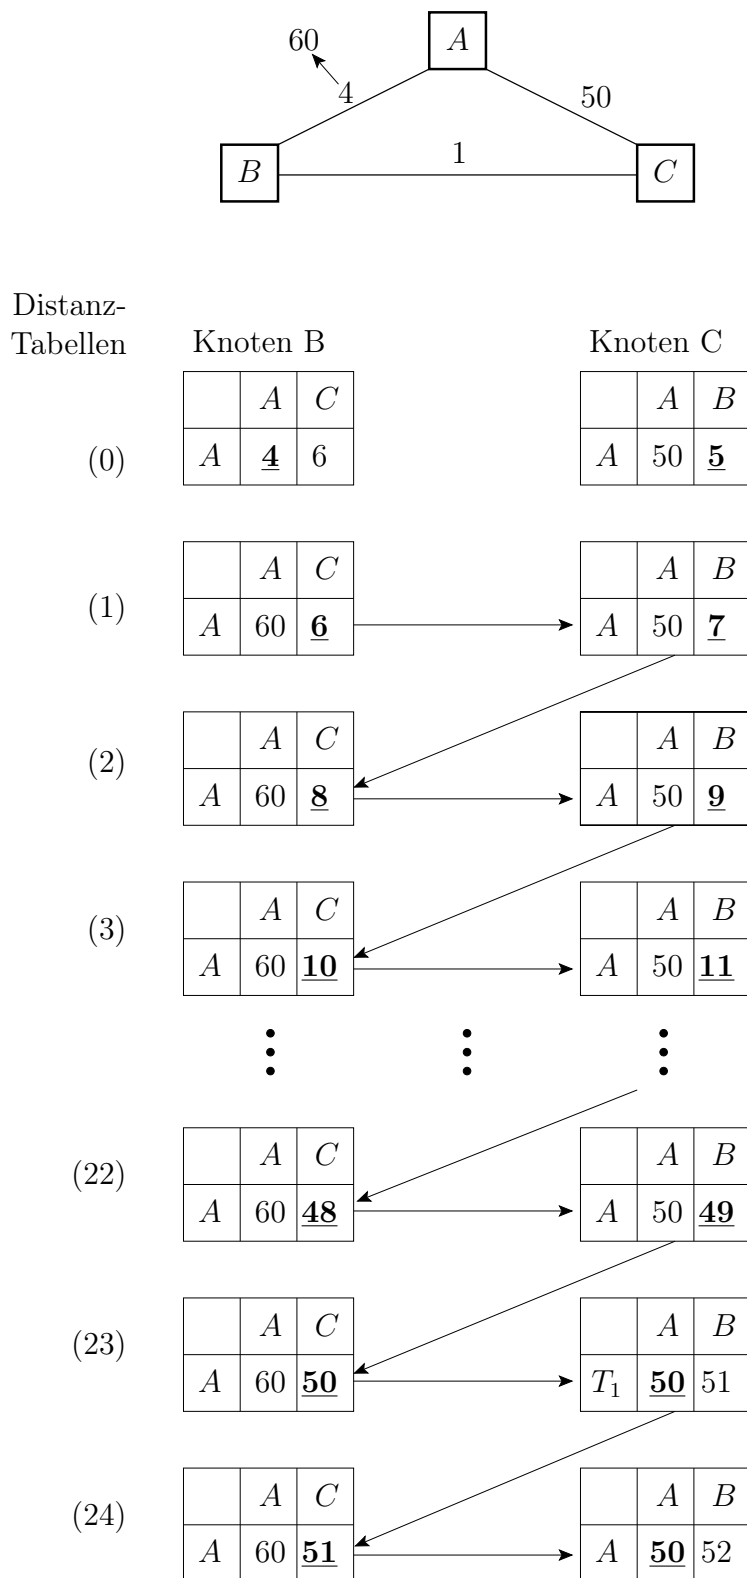 60
A
4
50
1
B
C
Distanz-
Tabellen
Knoten B
Knoten C
A C
A B
(0)
A 4 6
A 50 5
A C
A B
(1)
A 60 6
A 50 7
A C
A B
(2)
A 60 8
A 50 9
A C
A B
(3)
A 60 10
A 50 11
A C
A B
(22)
A 60 48
A 50 49
A C
A B
(23)
A 60 50
T₁ 50 51
A C
A B
(24)
A 60 51
A 50 52